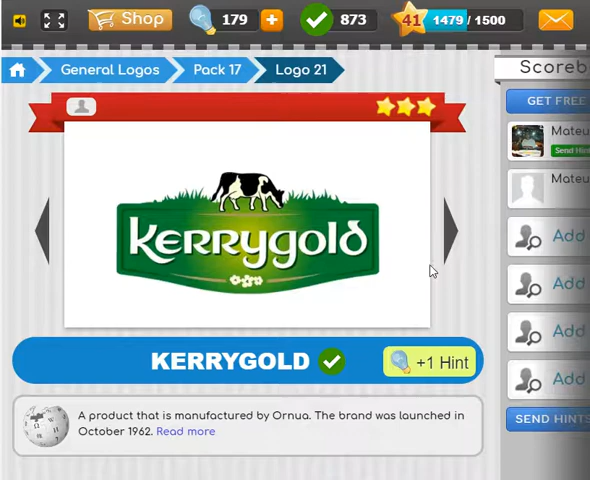 Shop
179
873
41
1479 / 1500
General Logos
Pack 17
Logo 21
Scoreb
GET FREE
Mateu
Send Hin
Mateu
Add
Add
Add
Add
SEND HINTS
kerrygold
KERRYGOLD
+1 Hint
A product that is manufactured by Ornua. The brand was launched in
October 1962. Read more